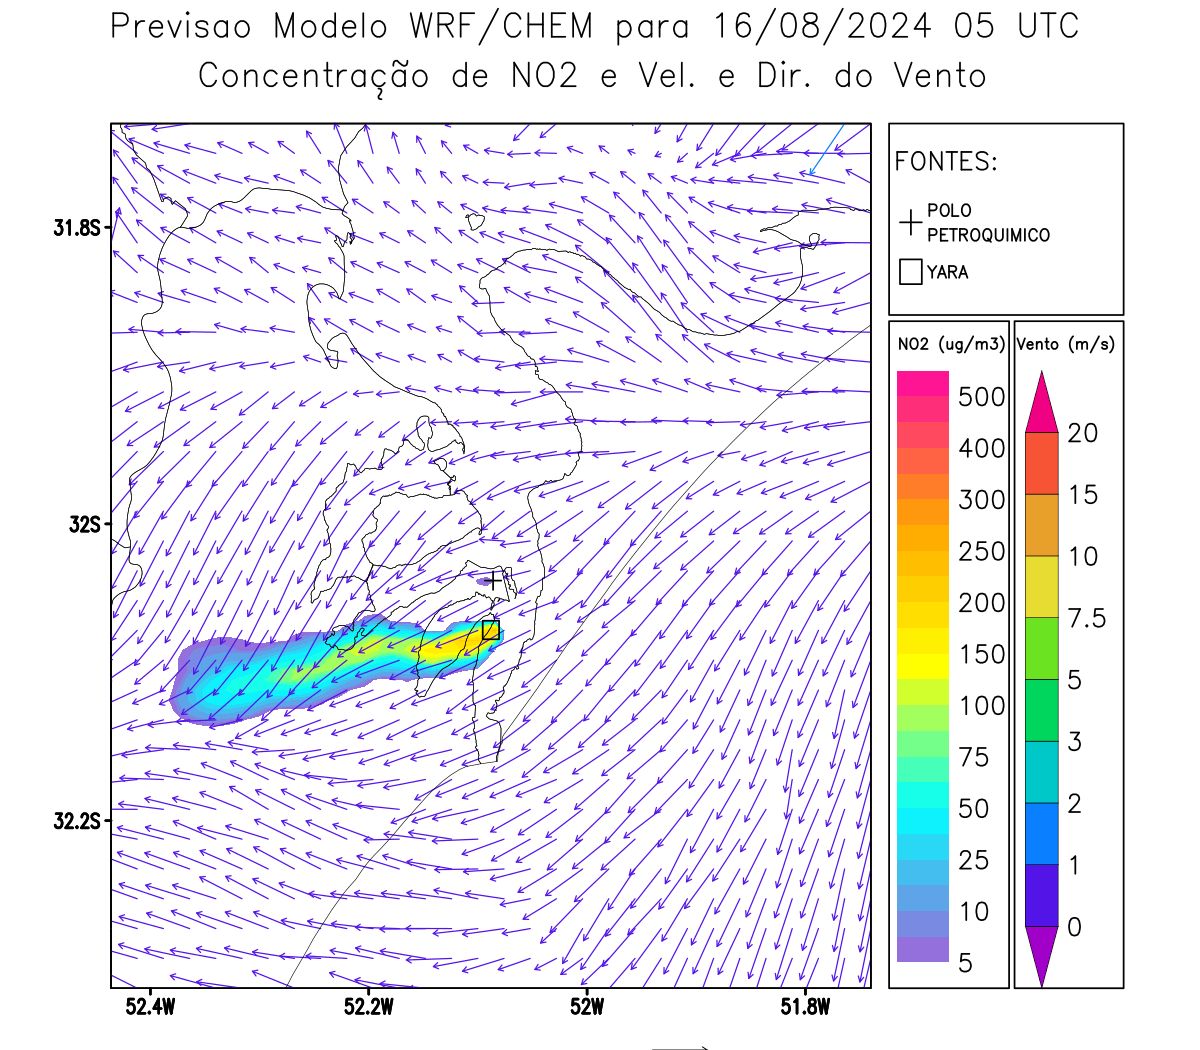 Previsao Modelo WRF/CHEM para 16/08/2024 05 UTC
Concentração de NO2 e Vel. e Dir. do Vento
FONTES:
POLO
PETROQUIMICO
YARA
NO2 (ug/m3)
500
400
300
250
200
150
100
75
50
25
10
5
Vento (m/s)
20
15
10
7.5
5
3
2
1
0
31.8S
32S
32.2S
52.4W
52.2W
52W
51.8W